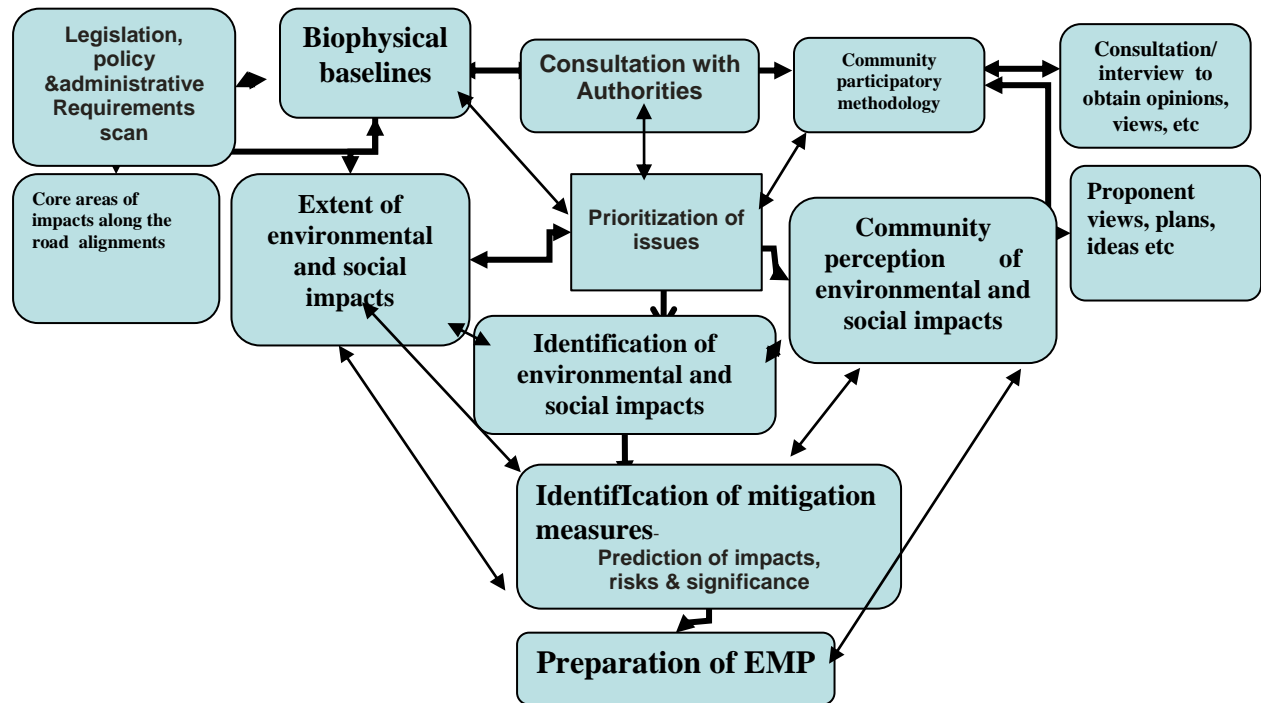 Legislation,
policy
&administrative
Requirements
scan
Biophysical
baselines
Consultation with
Authorities
Community
participatory
methodology
Consultation/
interview to
obtain opinions,
views, etc
Core areas of
impacts along the
road alignments
Extent of
environmental
and social
impacts
Prioritization of
issues
Community
perception of
environmental and
social impacts
Proponent
views, plans,
ideas etc
Identification of
environmental and
social impacts
IdentifIcation of mitigation
measures-
Prediction of impacts,
risks & significance
Preparation of EMP